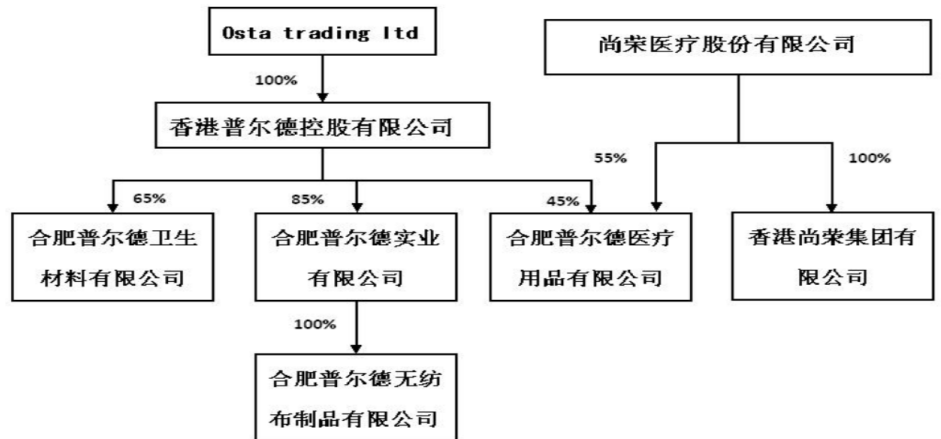 Osta trading ltd
尚荣医疗股份有限公司
100%
香港普尔德控股有限公司
55%
100%
65%
85%
45%
合肥普尔德卫生
材料有限公司
合肥普尔德实业
有限公司
合肥普尔德医疗
用品有限公司
香港尚荣集团有
限公司
100%
合肥普尔德无纺
布制品有限公司